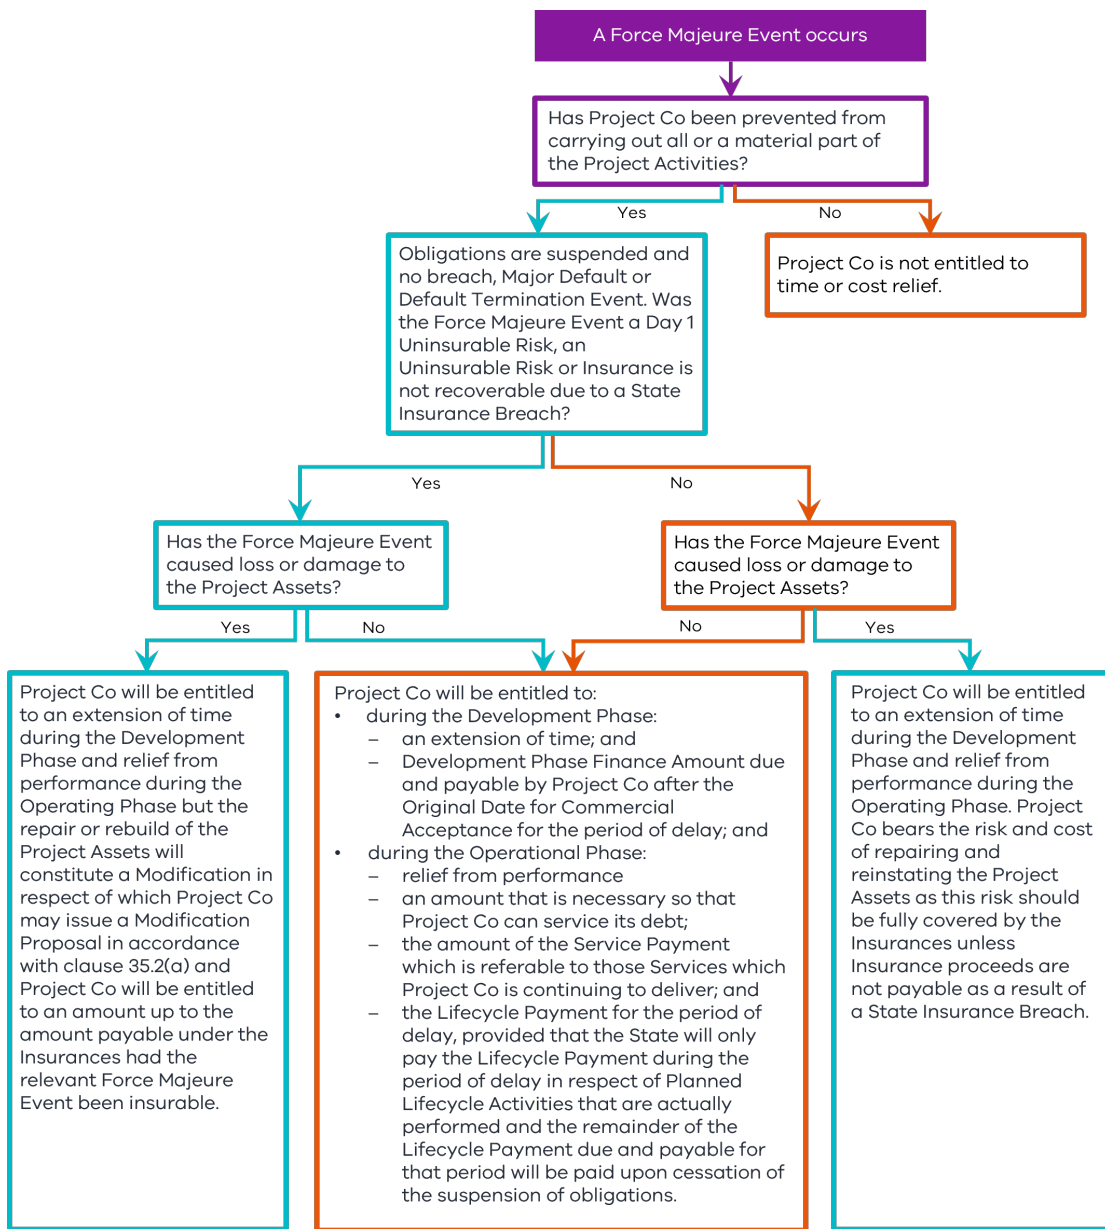 A Force Majeure Event occurs
Has Project Co been prevented from
carrying out all or a material part of
the Project Activities?
Yes
No
Obligations are suspended and
no breach, Major Default or
Default Termination Event. Was
the Force Majeure Event a Day 1
Uninsurable Risk, an
Uninsurable Risk or Insurance is
not recoverable due to a State
Insurance Breach?
Project Co is not entitled to
time or cost relief.
Yes
No
Has the Force Majeure Event
caused loss or damage to
the Project Assets?
Has the Force Majeure Event
caused loss or damage to
the Project Assets?
Yes
No
No
Yes
Project Co will be entitled
to an extension of time
during the Development
Phase and relief from
performance during the
Operating Phase but the
repair or rebuild of the
Project Assets will
constitute a Modification in
respect of which Project Co
may issue a Modification
Proposal in accordance
with clause 35.2(a) and
Project Co will be entitled
to an amount up to the
amount payable under the
Insurances had the
relevant Force Majeure
Event been insurable.
Project Co will be entitled to:
• during the Development Phase:
– an extension of time; and
– Development Phase Finance Amount due
and payable by Project Co after the
Original Date for Commercial
Acceptance for the period of delay; and
• during the Operational Phase:
– relief from performance
– an amount that is necessary so that
Project Co can service its debt;
– the amount of the Service Payment
which is referable to those Services which
Project Co is continuing to deliver; and
– the Lifecycle Payment for the period of
delay, provided that the State will only
pay the Lifecycle Payment during the
period of delay in respect of Planned
Lifecycle Activities that are actually
performed and the remainder of the
Lifecycle Payment due and payable for
that period will be paid upon cessation of
the suspension of obligations.
Project Co will be entitled
to an extension of time
during the Development
Phase and relief from
performance during the
Operating Phase. Project
Co bears the risk and cost
of repairing and
reinstating the Project
Assets as this risk should
be fully covered by the
Insurances unless
Insurance proceeds are
not payable as a result of
a State Insurance Breach.